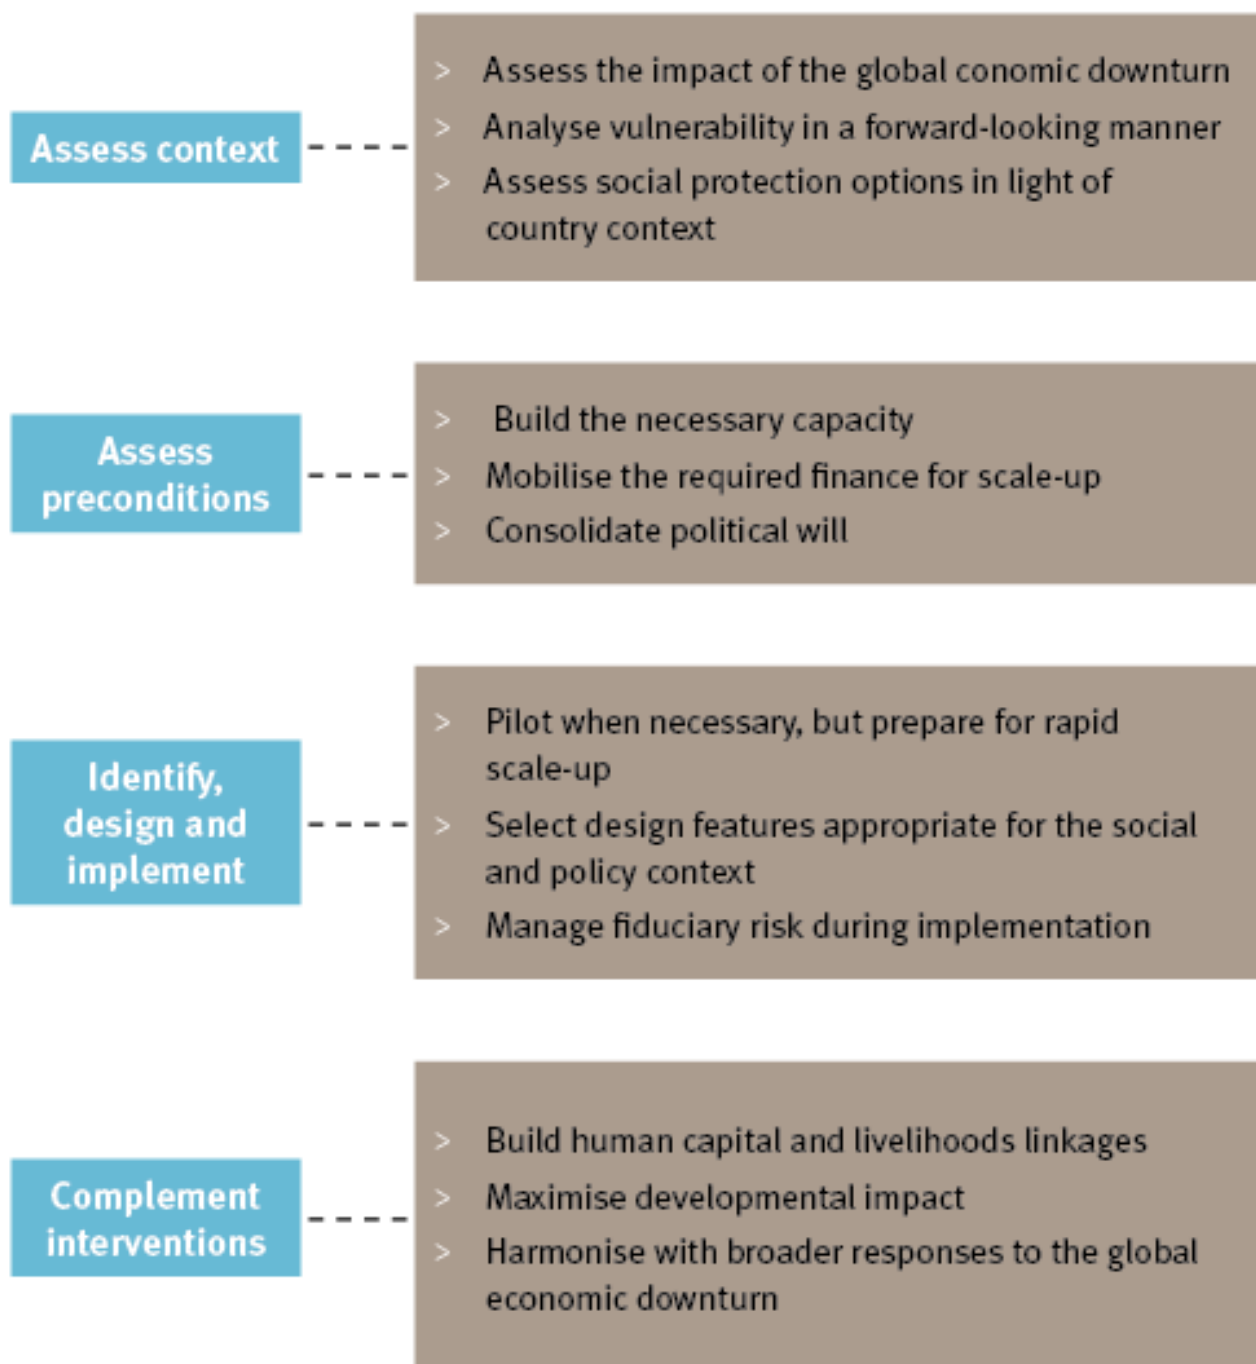 Assess context
> Assess the impact of the global conomic downturn
> Analyse vulnerability in a forward-looking manner
> Assess social protection options in light of
country context
Assess
preconditions
> Build the necessary capacity
> Mobilise the required finance for scale-up
> Consolidate political will
Identify,
design and
implement
> Pilot when necessary, but prepare for rapid
scale-up
> Select design features appropriate for the social
and policy context
> Manage fiduciary risk during implementation
Complement
interventions
> Build human capital and livelihoods linkages
> Maximise developmental impact
> Harmonise with broader responses to the global
economic downturn